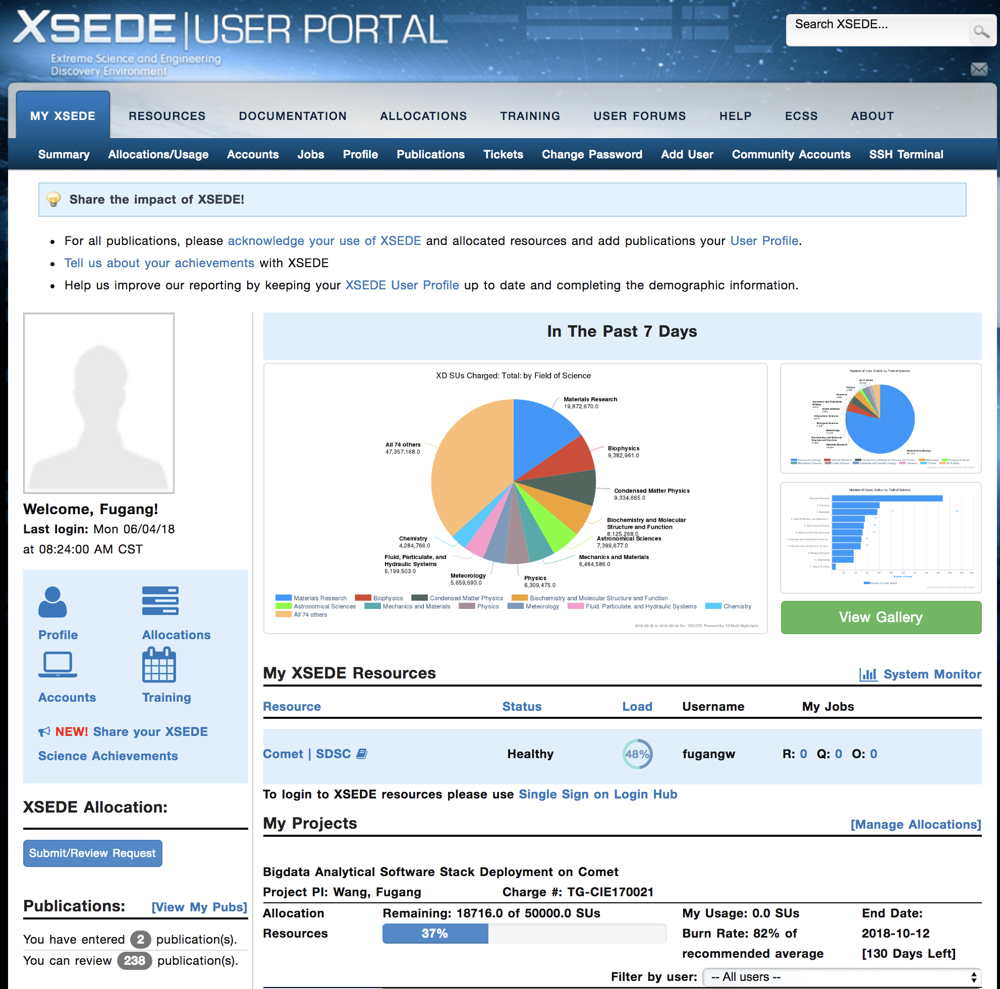 XSEDE | USER PORTAL
Extreme Science and Engineering
Discovery Environment
Search XSEDE...
MY XSEDE RESOURCES DOCUMENTATION ALLOCATIONS TRAINING USER FORUMS HELP ECSS ABOUT
Summary Allocations/Usage Accounts Jobs Profile Publications Tickets Change Password Add User Community Accounts SSH Terminal
Share the impact of XSEDE!
For all publications, please acknowledge your use of XSEDE and allocated resources and add publications your User Profile.
Tell us about your achievements with XSEDE
Help us improve our reporting by keeping your XSEDE User Profile up to date and completing the demographic information.
Welcome, Fugang!
Last login: Mon 06/04/18
at 08:24:00 AM CST
Profile Allocations
Accounts Training
NEW! Share your XSEDE
Science Achievements
XSEDE Allocation:
Submit/Review Request
Publications: [View My Pubs]
You have entered 2 publication(s).
You can review 238 publication(s).
In The Past 7 Days
XD SUs Charged: Total: by Field of Science
Materials Research
19,872,670.0
Biophysics
9,382,961.0
Condensed Matter Physics
9,334,665.0
Biochemistry and Molecular
Structure and Function
8,125,268.0
Astronomical Sciences
7,399,677.0
Mechanics and Materials
6,464,586.0
Physics
6,309,475.0
Meteorology
5,659,693.0
Fluid, Particulate, and
Hydraulic Systems
5,199,503.0
Chemistry
4,284,766.0
All 74 others
47,357,168.0
Materials Research Biophysics Condensed Matter Physics Biochemistry and Molecular Structure and Function
Astronomical Sciences Mechanics and Materials Physics Meteorology Fluid, Particulate, and Hydraulic Systems Chemistry
All 74 others
2018-05-28 to 2018-06-04 Src: XDCDB. Powered by XDMoD/Highcharts
Number of Jobs Ended: by Field of Science
Number of Users: Active: by Field of Science
View Gallery
My XSEDE Resources System Monitor
Resource Status Load Username My Jobs
Comet | SDSC Healthy 48% fugangw R: 0 Q: 0 O: 0
To login to XSEDE resources please use Single Sign on Login Hub
My Projects [Manage Allocations]
Bigdata Analytical Software Stack Deployment on Comet
Project PI: Wang, Fugang Charge #: TG-CIE170021
Allocation Remaining: 18716.0 of 50000.0 SUs My Usage: 0.0 SUs End Date:
Resources 37% Burn Rate: 82% of 2018-10-12
recommended average [130 Days Left]
Filter by user: -- All users --